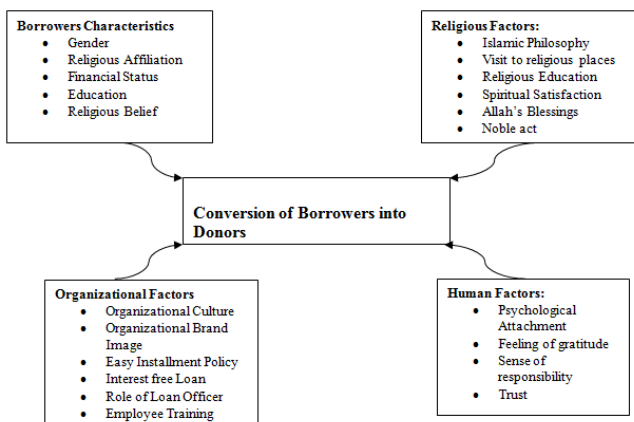 Borrowers Characteristics
• Gender
• Religious Affiliation
• Financial Status
• Education
• Religious Belief
Religious Factors:
• Islamic Philosophy
• Visit to religious places
• Religious Education
• Spiritual Satisfaction
• Allah's Blessings
• Noble act
Conversion of Borrowers into
Donors
Organizational Factors
• Organizational Culture
• Organizational Brand
Image
• Easy Installment Policy
• Interest free Loan
• Role of Loan Officer
• Employee Training
Human Factors:
• Psychological
Attachment
• Feeling of gratitude
• Sense of
responsibility
• Trust